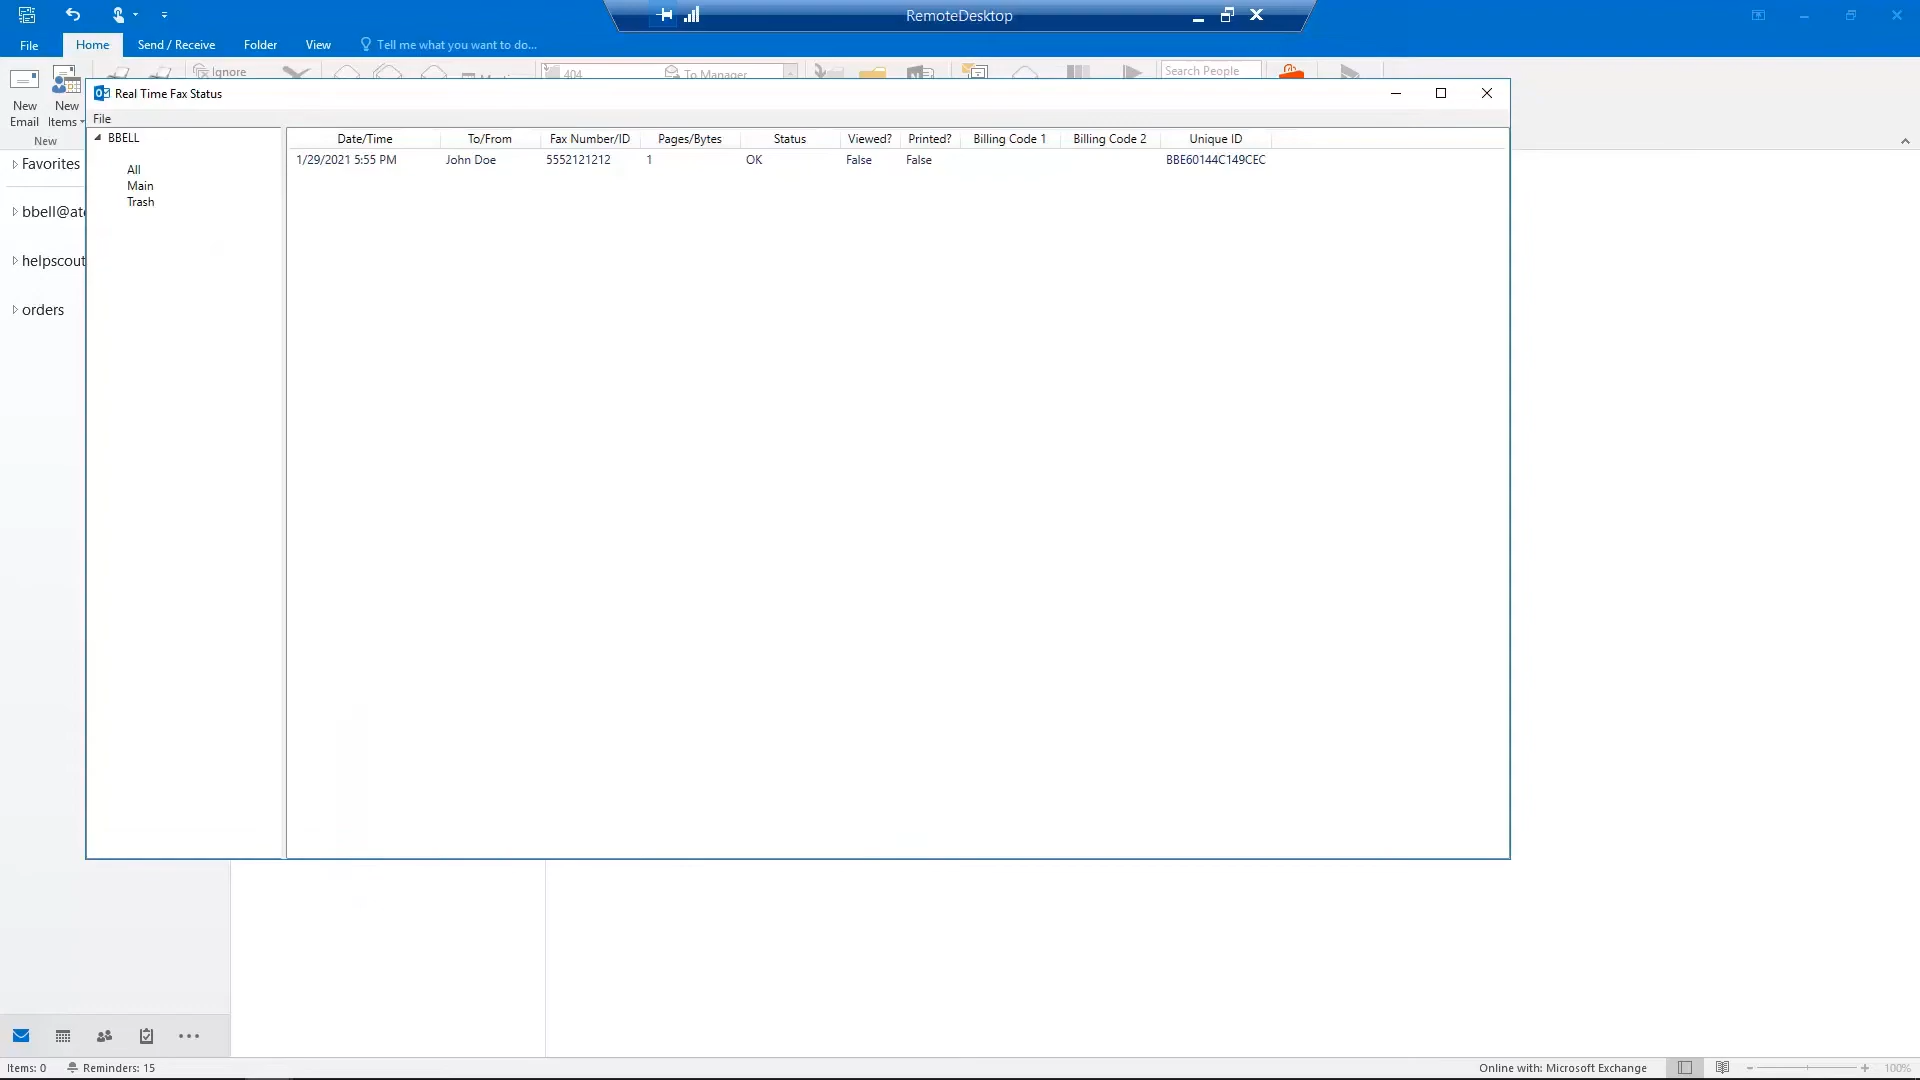 RemoteDesktop
File Home Send / Receive Folder View Tell me what you want to do...
Ignore
404 To Manager
Search People
New Email
New Items
New
Real Time Fax Status
File
BBELL
All
Main
Trash
Favorites
helpscout
orders
Date/Time To/From Fax Number/ID Pages/Bytes Status Viewed? Printed? Billing Code 1 Billing Code 2 Unique ID
1/29/2021 5:55 PM John Doe 5552121212 1 OK False False BBE60144C149CEC
Items: 0 Reminders: 15
Online with: Microsoft Exchange
100%